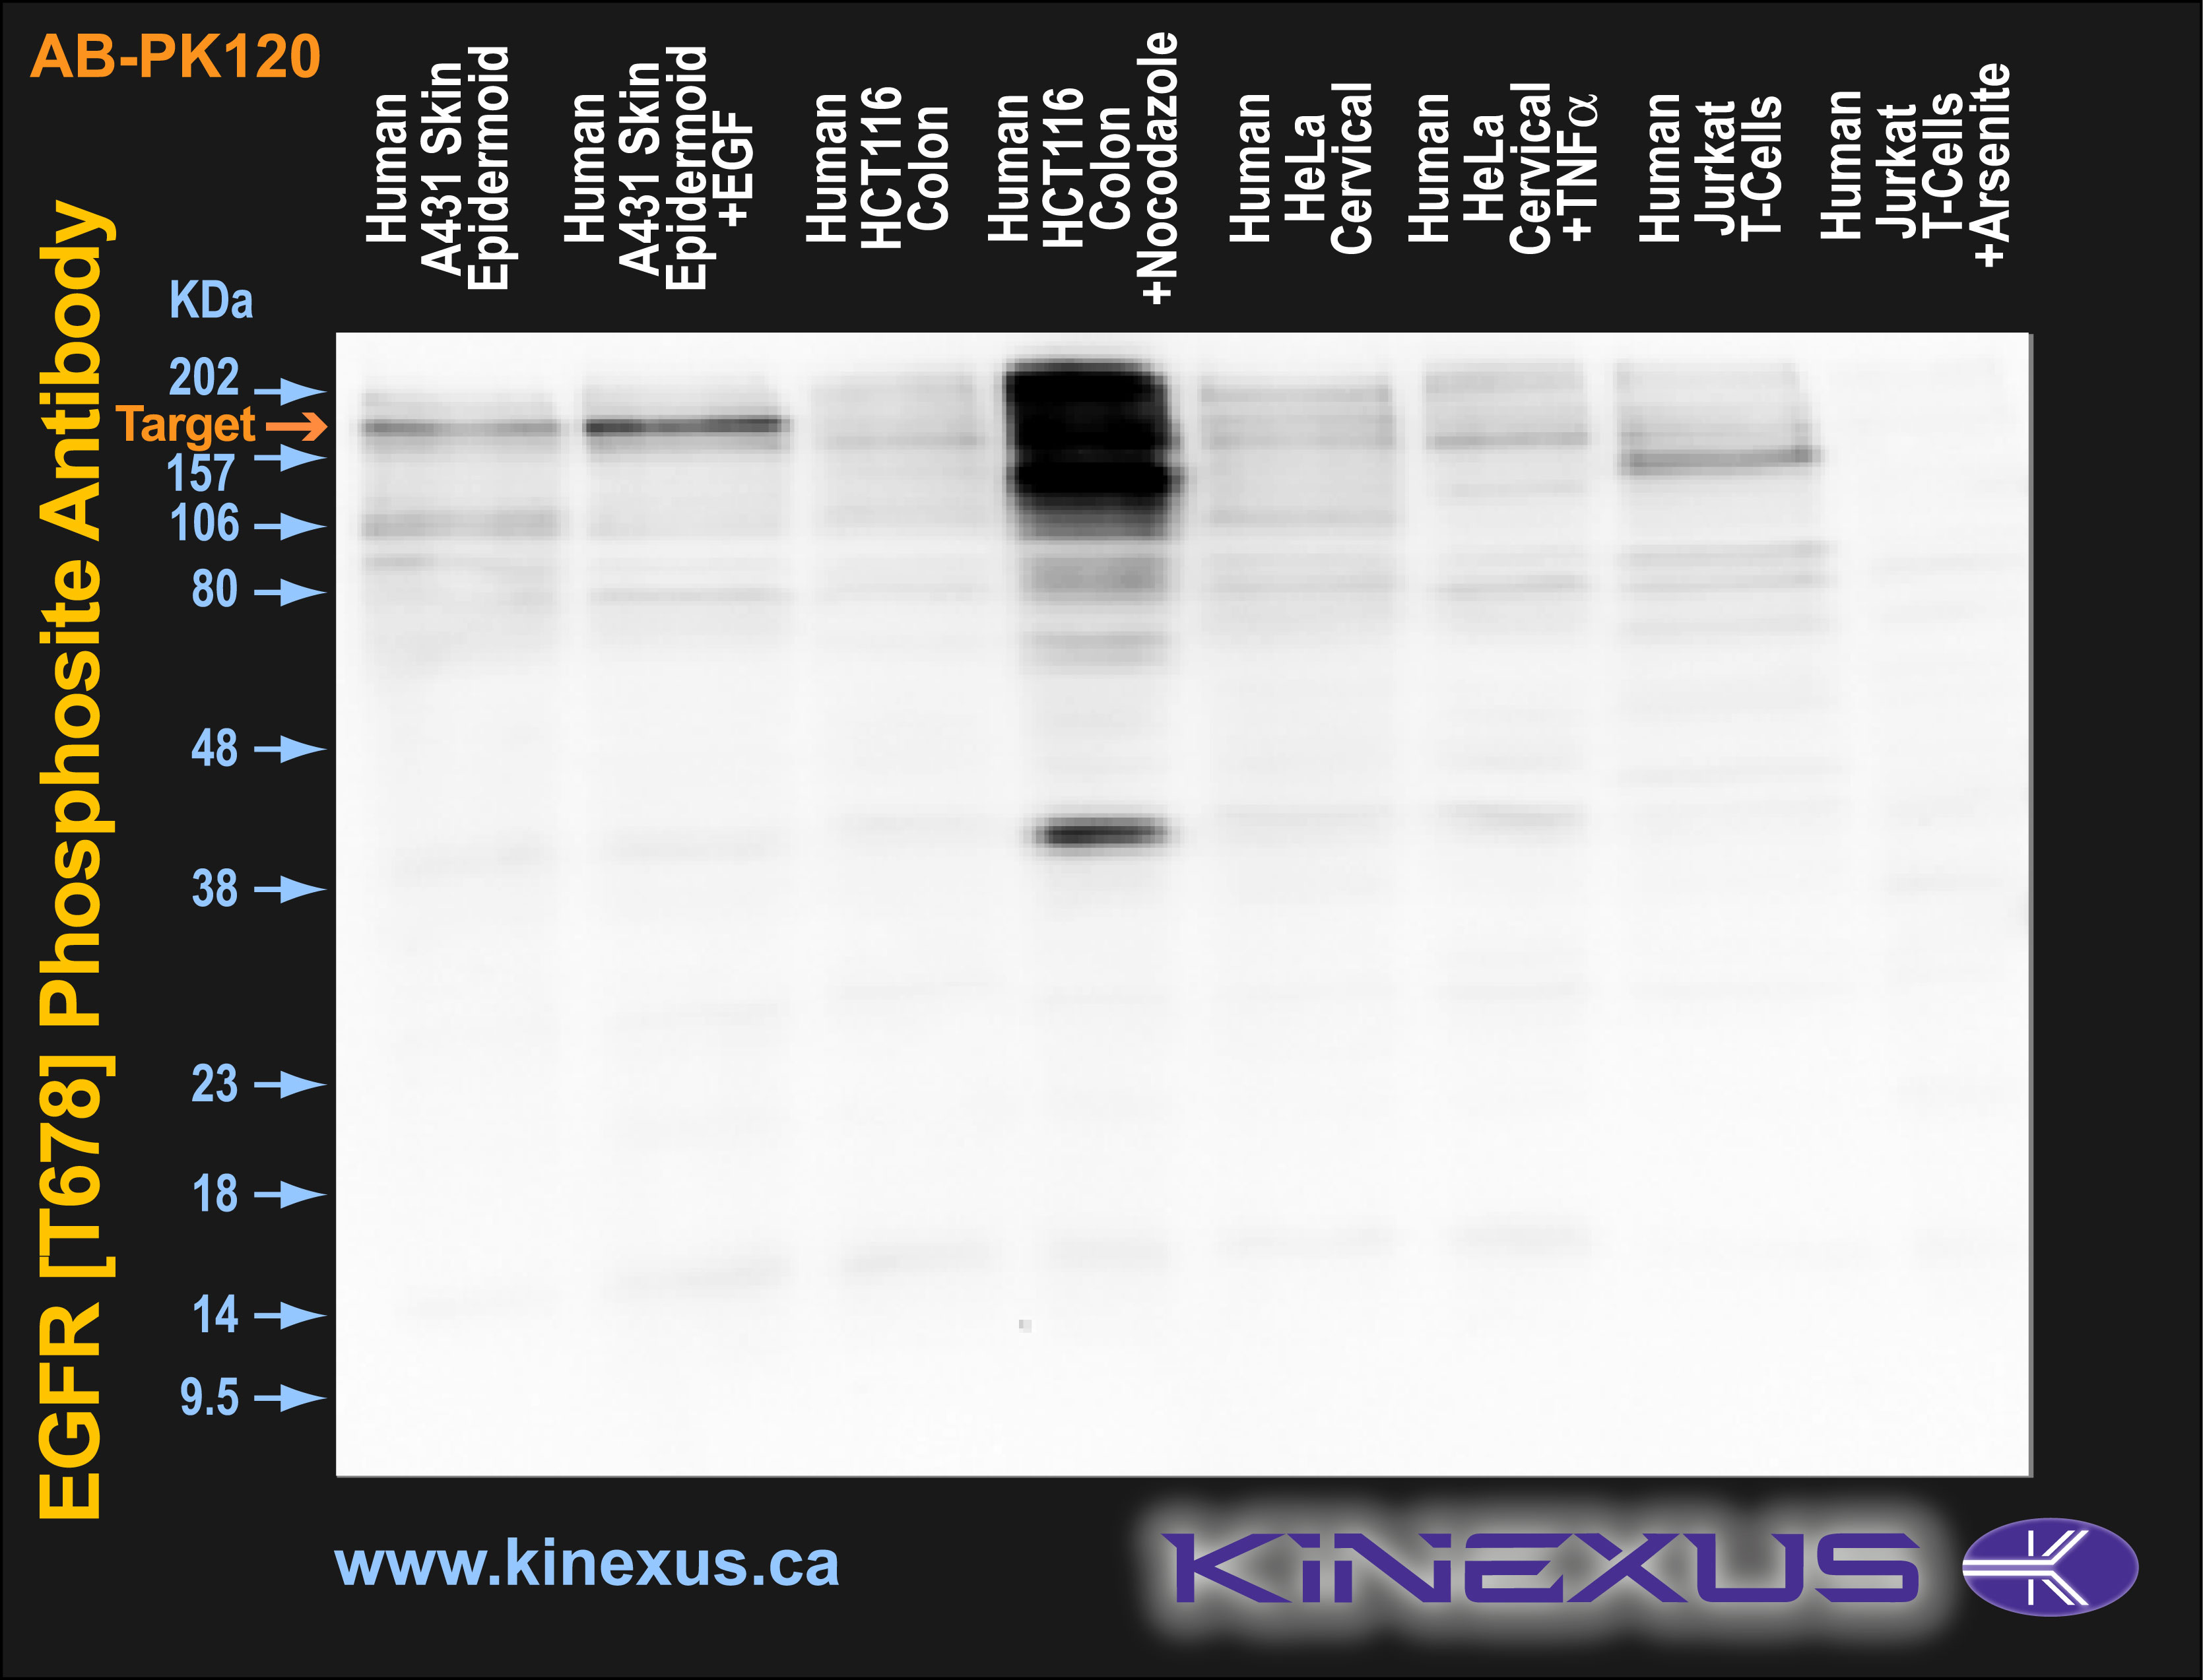 AB-PK120
Human
A431 Skin
Epidermoid
Human
A431 Skin
Epidermoid
+EGF
Human
HCT116
Colon
Human
HCT116
Colon
+Nocodazole
Human
HeLa
Cervical
Human
HeLa
Cervical
+TNFα
Human
Jurkat
T-Cells
Human
Jurkat
T-Cells
+Arsenite
EGFR [T678] Phosphosite Antibody
KDa
202
Target
157
106
80
48
38
23
18
14
9.5
www.kinexus.ca
KiNEXUS